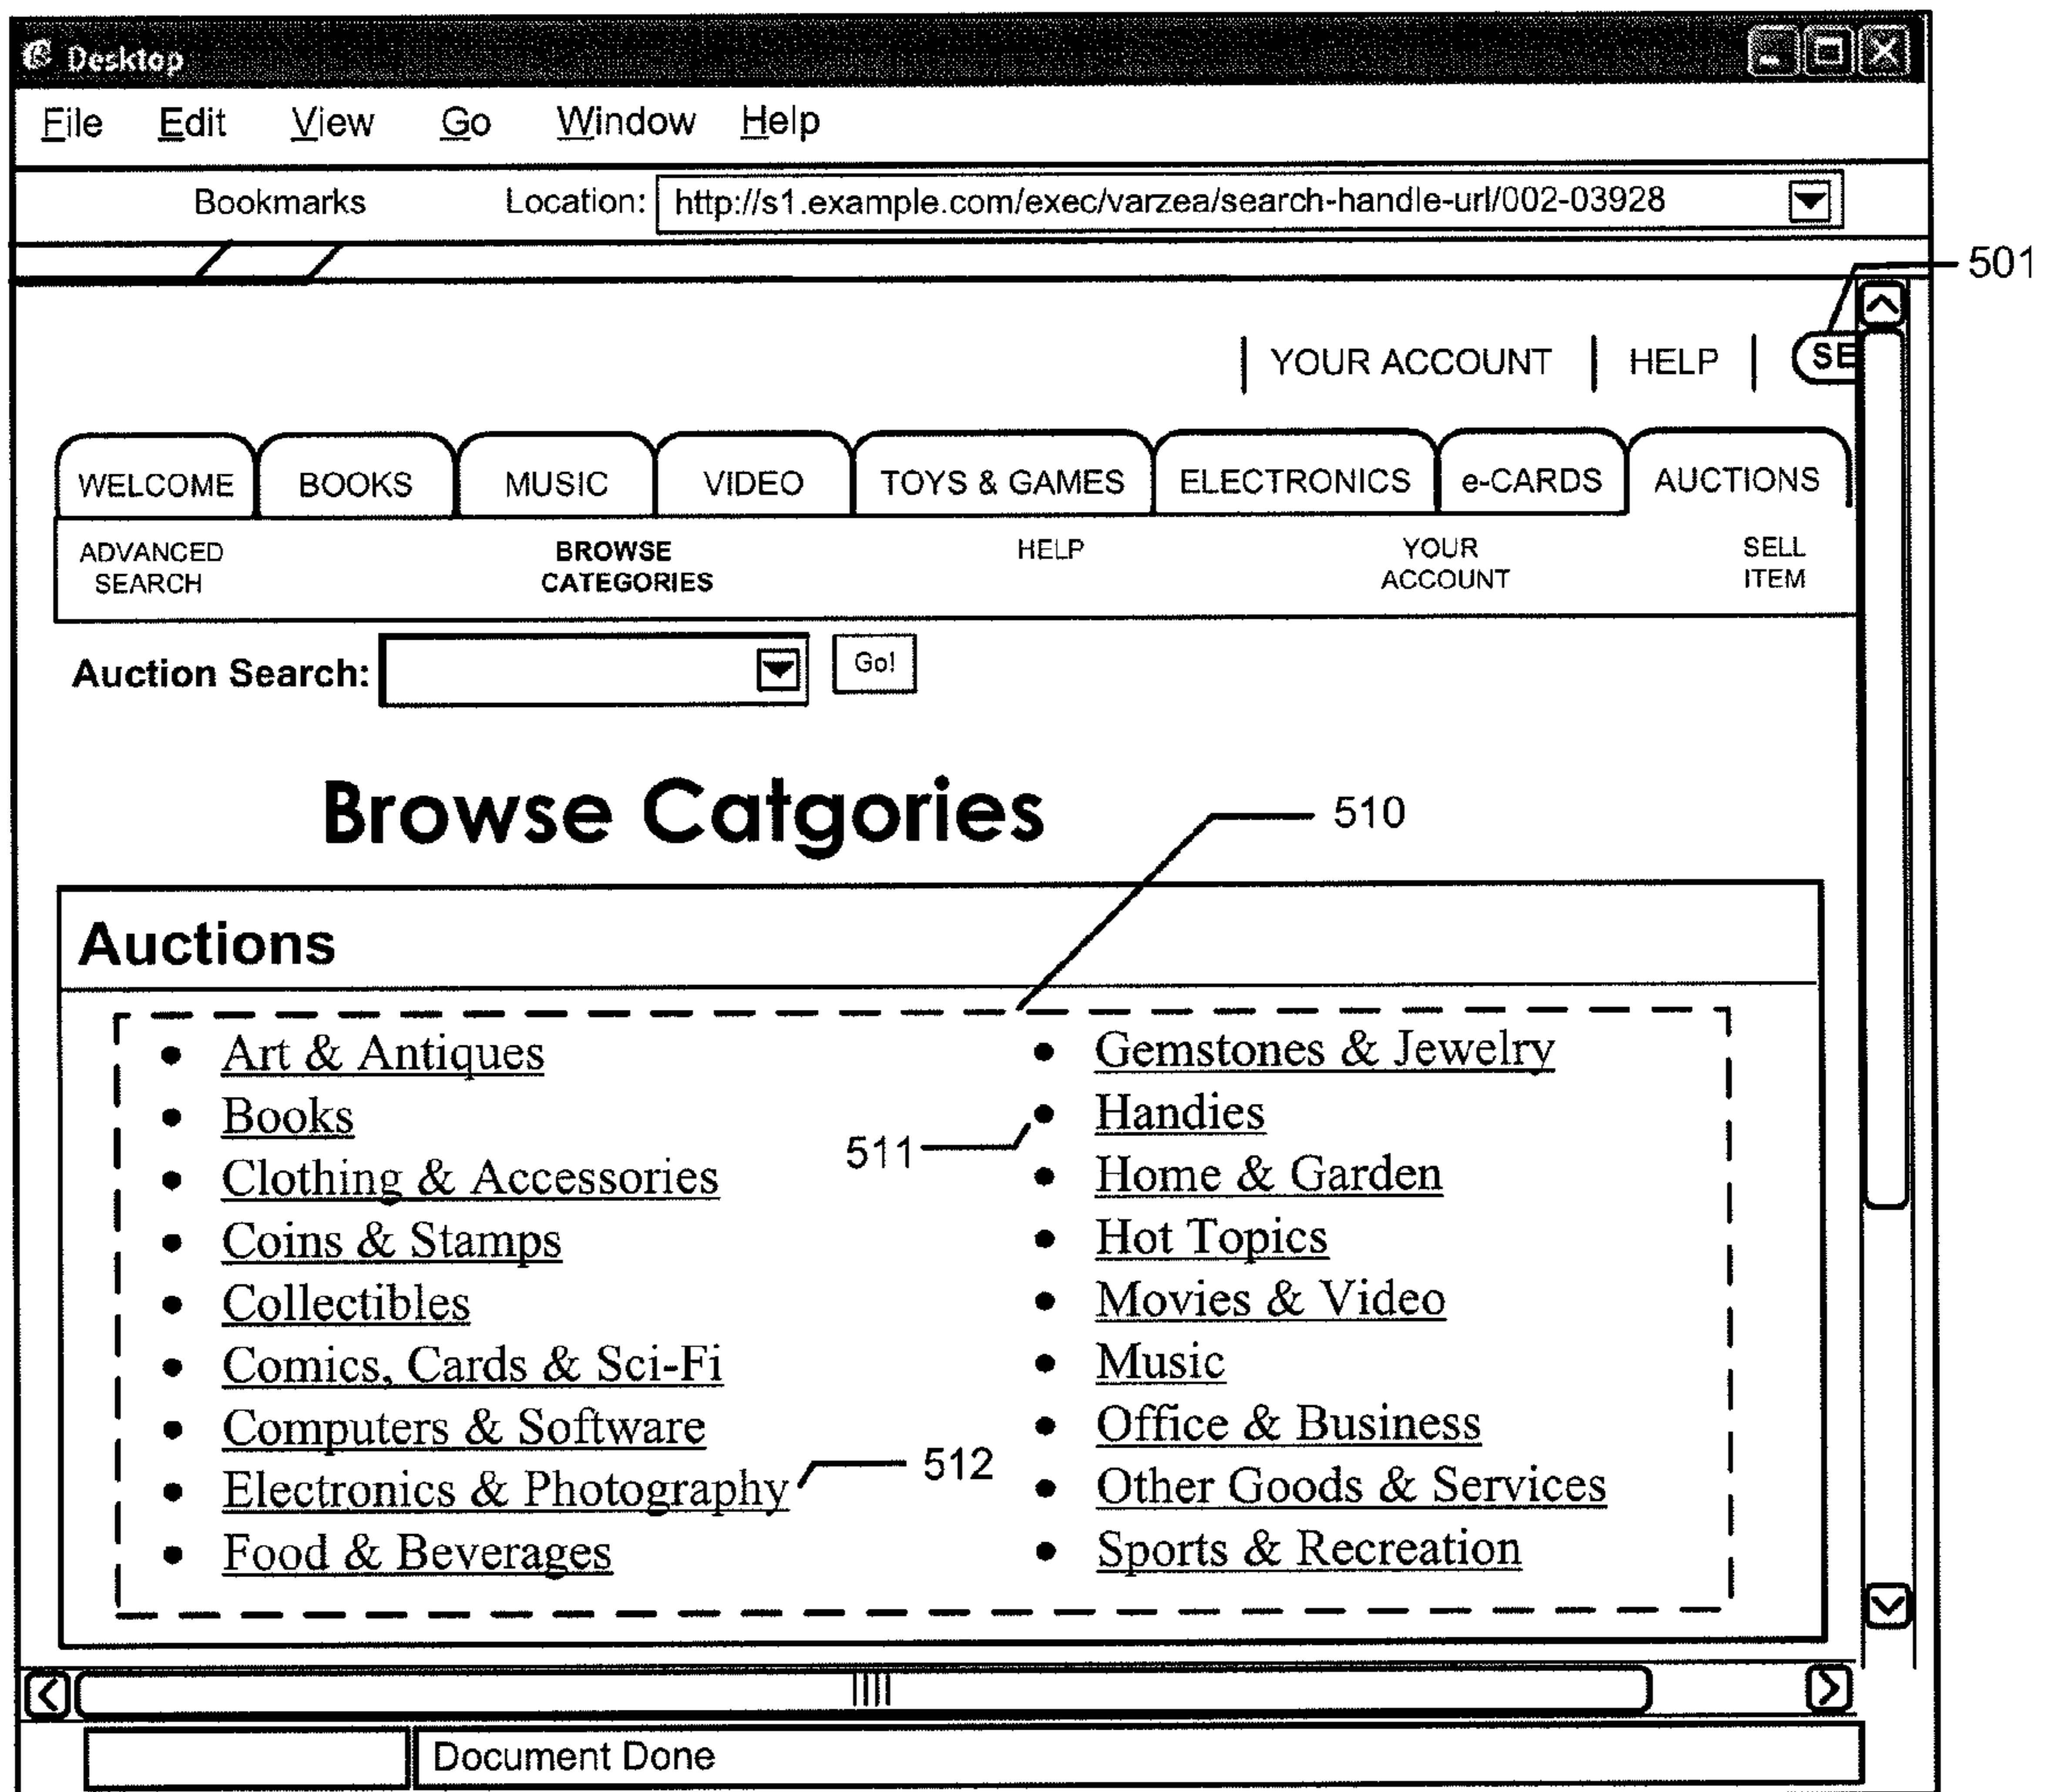 Desktop
File Edit View Go Window Help
Bookmarks Location: http://s1.example.com/exec/varzea/search-handle-url/002-03928
501
YOUR ACCOUNT HELP SE
WELCOME BOOKS MUSIC VIDEO TOYS & GAMES ELECTRONICS e-CARDS AUCTIONS
ADVANCED SEARCH BROWSE CATEGORIES HELP YOUR ACCOUNT SELL ITEM
Auction Search: Go!
Browse Catgories
510
Auctions
• Art & Antiques
• Books
• Clothing & Accessories
• Coins & Stamps
• Collectibles
• Comics, Cards & Sci-Fi
• Computers & Software
• Electronics & Photography
512
• Food & Beverages
• Gemstones & Jewelry
511
• Handies
• Home & Garden
• Hot Topics
• Movies & Video
• Music
• Office & Business
• Other Goods & Services
• Sports & Recreation
Document Done